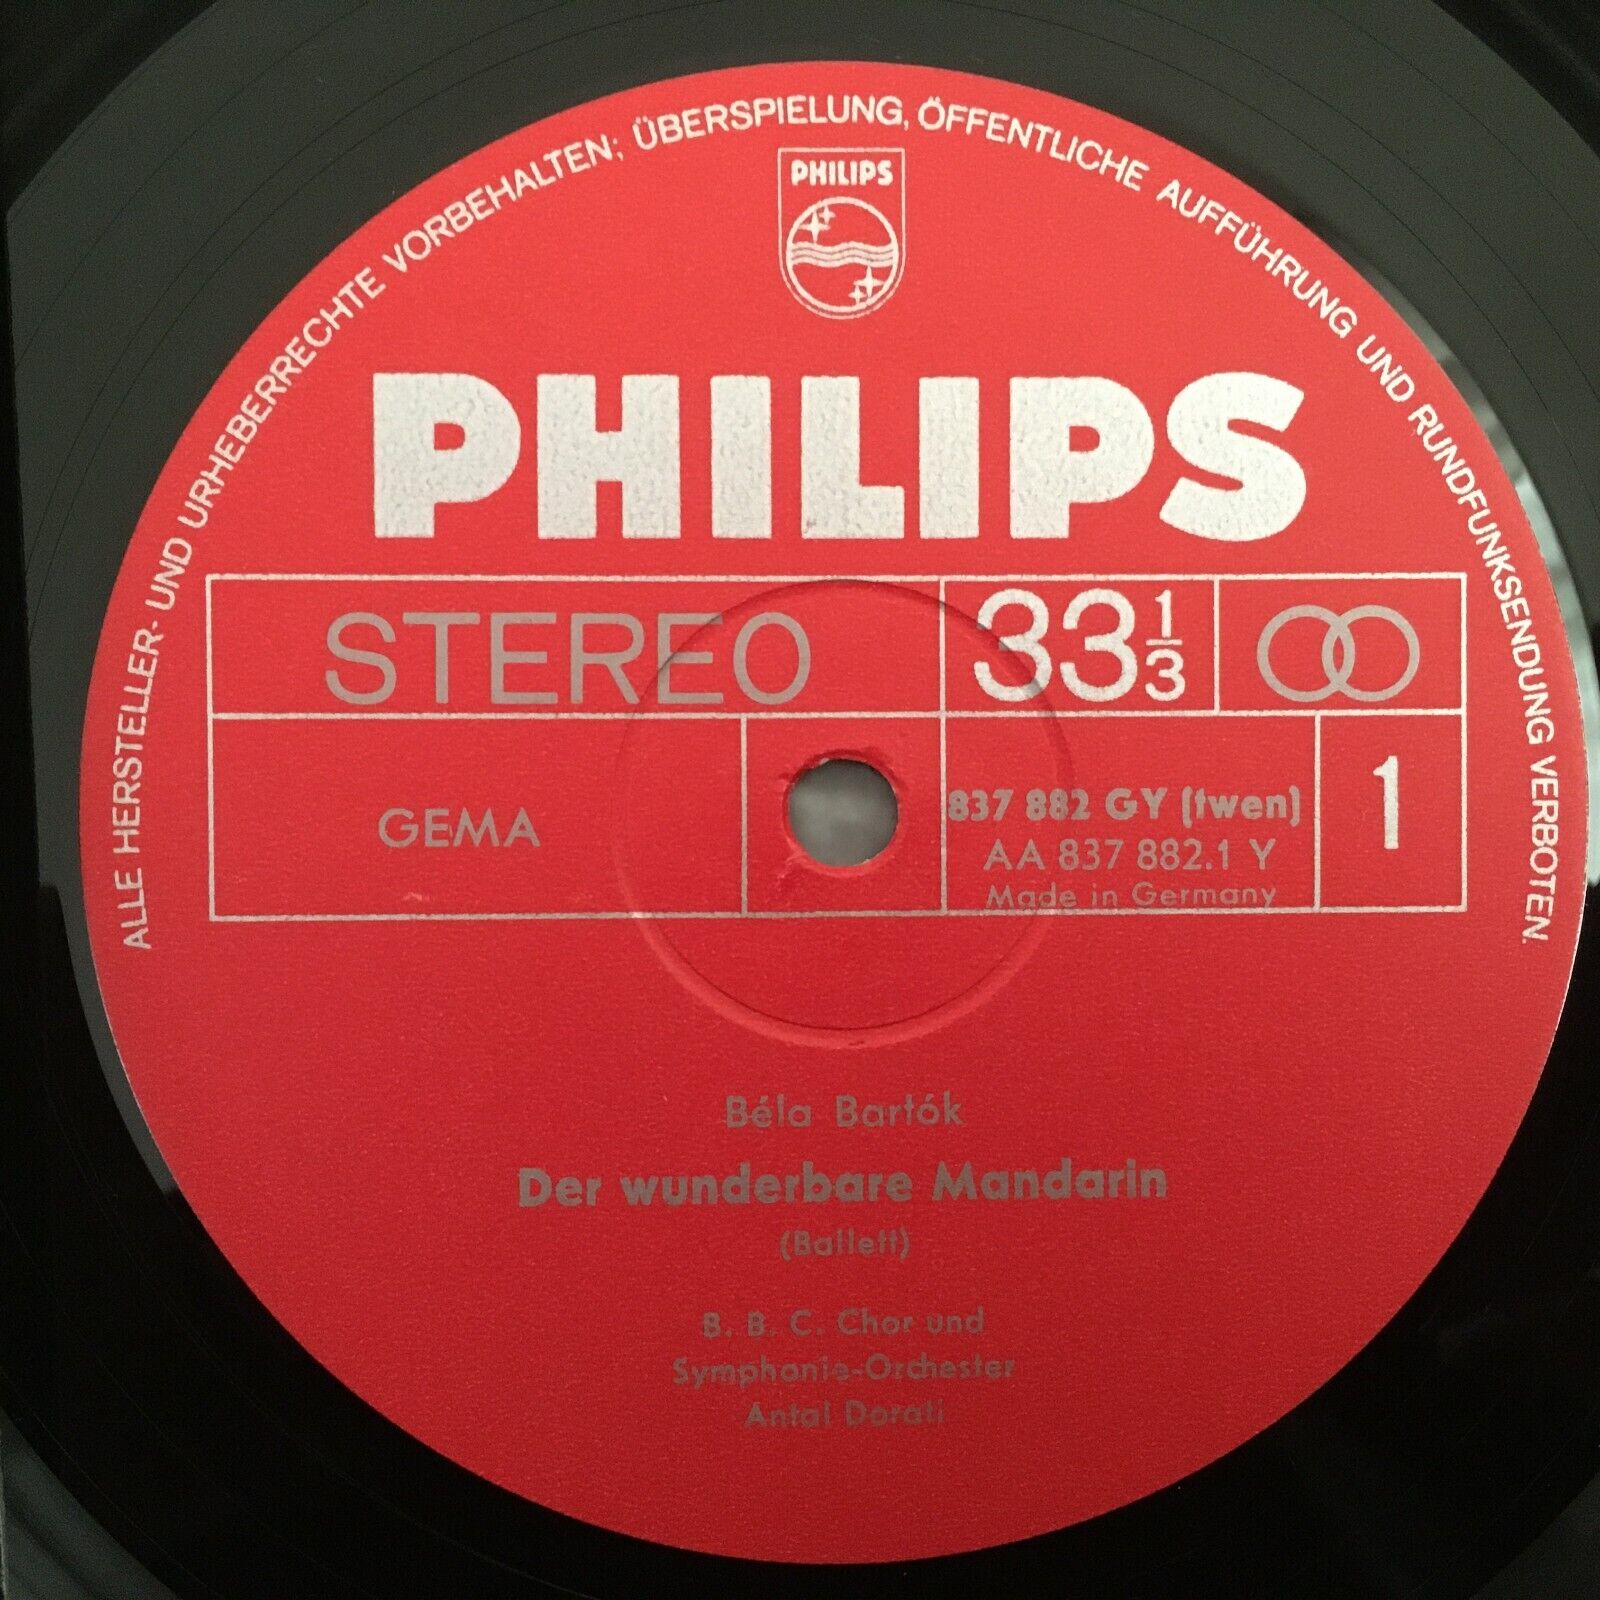 ALLE HERSTELLER- UND URHEBERRECHTE VORBEHALTEN; ÜBERSPIELUNG, ÖFFENTLICHE AUFFÜHRUNG UND RUNDFUNKSENDUNG VERBOTEN.
PHILIPS
PHILIPS
STEREO 33 1/3
GEMA
837 882 GY (twen)
AA 837 882.1 Y
Made in Germany
1
Béla Bartók
Der wunderbare Mandarin
(Ballett)
B. B. C. Chor und
Symphonie-Orchester
Antal Dorati